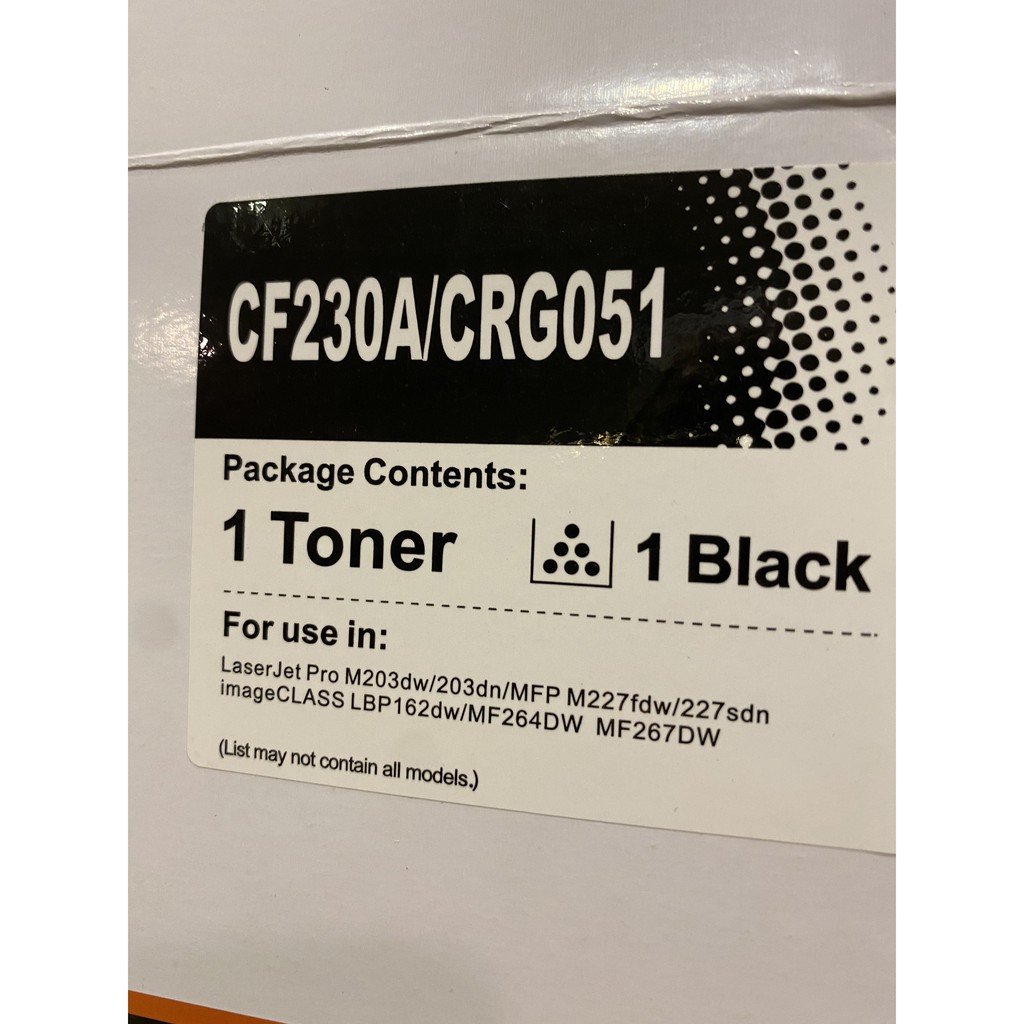 CF230A/CRG051
Package Contents:
1 Toner 1 Black
For use in:
LaserJet Pro M203dw/203dn/MFP M227fdw/227sdn
imageCLASS LBP162dw/MF264DW MF267DW
(List may not contain all models.)